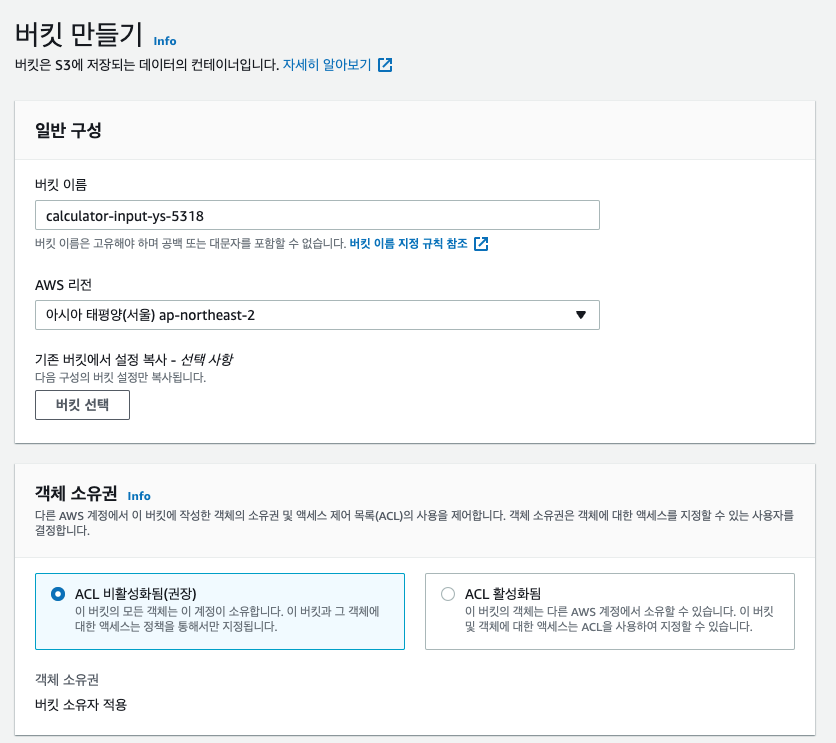 버킷 만들기 Info
버킷은 S3에 저장되는 데이터의 컨테이너입니다. 자세히 알아보기
일반 구성
버킷 이름
calculator-input-ys-5318
버킷 이름은 고유해야 하며 공백 또는 대문자를 포함할 수 없습니다. 버킷 이름 지정 규칙 참조
AWS 리전
아시아 태평양(서울) ap-northeast-2
기존 버킷에서 설정 복사 - 선택 사항
다음 구성의 버킷 설정만 복사됩니다.
버킷 선택
객체 소유권 Info
다른 AWS 계정에서 이 버킷에 작성한 객체의 소유권 및 액세스 제어 목록(ACL)의 사용을 제어합니다. 객체 소유권은 객체에 대한 액세스를 지정할 수 있는 사용자를
결정합니다.
ACL 비활성화됨(권장)
이 버킷의 모든 객체는 이 계정이 소유합니다. 이 버킷과 그 객체에
대한 액세스는 정책을 통해서만 지정됩니다.
ACL 활성화됨
이 버킷의 객체는 다른 AWS 계정에서 소유할 수 있습니다. 이 버킷
및 객체에 대한 액세스는 ACL을 사용하여 지정할 수 있습니다.
객체 소유권
버킷 소유자 적용